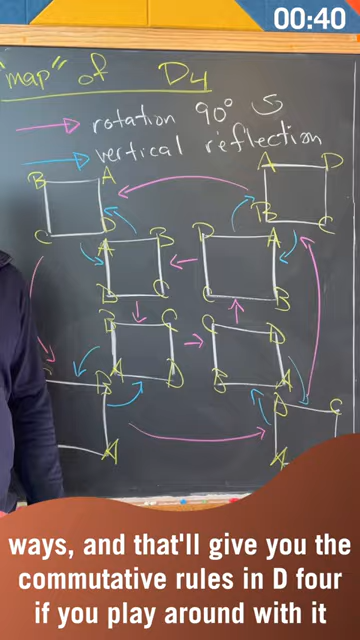 00:40
"map" of D4
rotation 90°
vertical reflection
B A
A D
C D
B C
A B
D A
D C
C B
B C
C D
A D
B A
B
D C
A
A
ways, and that'll give you the
commutative rules in D four
if you play around with it